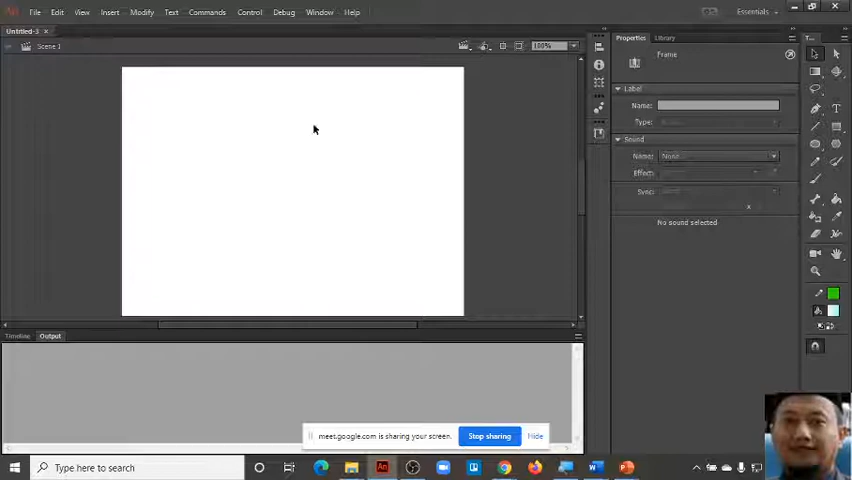 An File Edit View Insert Modify Text Commands Control Debug Window Help Essentials
Untitled-3 ×
Scene 1 100%
Properties Library T...
Frame
Label
Name:
Type:
Sound
Name: None
Effect:
Sync:
x
No sound selected
Timeline Output
meet.google.com is sharing your screen. Stop sharing Hide
Type here to search An